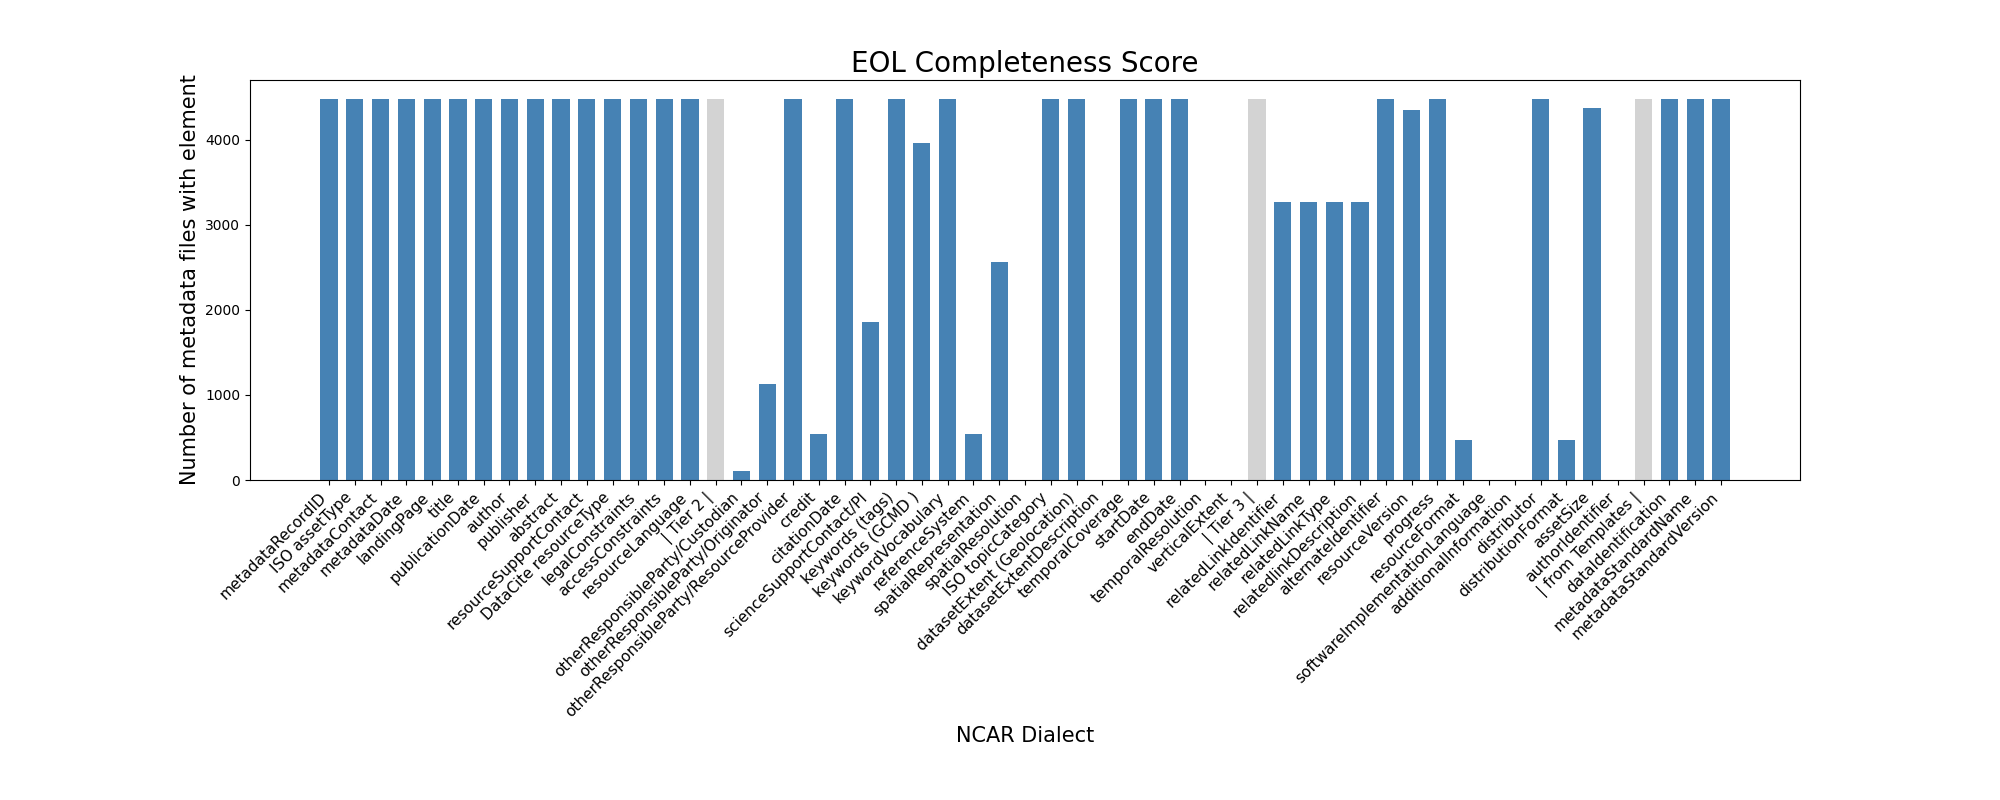 EOL Completeness Score
Number of metadata files with element
4000
3000
2000
1000
0
metadataRecordID
ISO assetType
metadataContact
metadataDate
landingPage
title
publicationDate
author
publisher
abstract
resourceSupportContact
DataCite resourceType
legalConstraints
accessConstraints
resourceLanguage
| Tier 2 |
otherResponsibleParty/Custodian
otherResponsibleParty/Originator
otherResponsibleParty/ResourceProvider
credit
citationDate
scienceSupportContact/PI
keywords (tags)
keywords (GCMD )
keywordVocabulary
referenceSystem
spatialRepresentation
spatialResolution
ISO topicCategory
datasetExtent (Geolocation)
datasetExtentDescription
temporalCoverage
startDate
endDate
temporalResolution
verticalExtent
| Tier 3 |
relatedLinkIdentifier
relatedLinkName
relatedLinkType
relatedlinkDescription
alternateIdentifier
resourceVersion
progress
resourceFormat
softwareImplementationLanguage
additionalInformation
distributor
distributionFormat
assetSize
authorIdentifier
| from Templates |
dataIdentification
metadataStandardName
metadataStandardVersion
NCAR Dialect